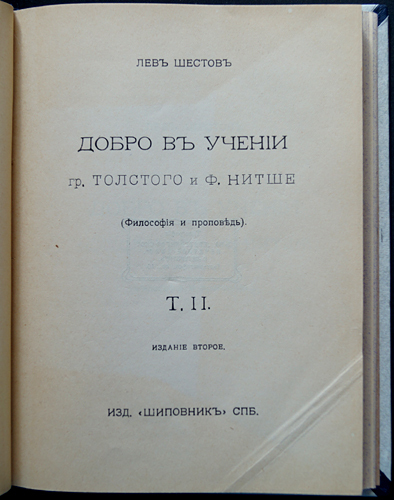 ЛЕВЪ ШЕСТОВЪ
ДОБРО ВЪ УЧЕНІИ
гр. ТОЛСТОГО и Ф. НИТШЕ
(Философія и проповѣдь).
Т. II.
ИЗДАНІЕ ВТОРОЕ.
ИЗД. «ШИПОВНИКЪ» СПБ.